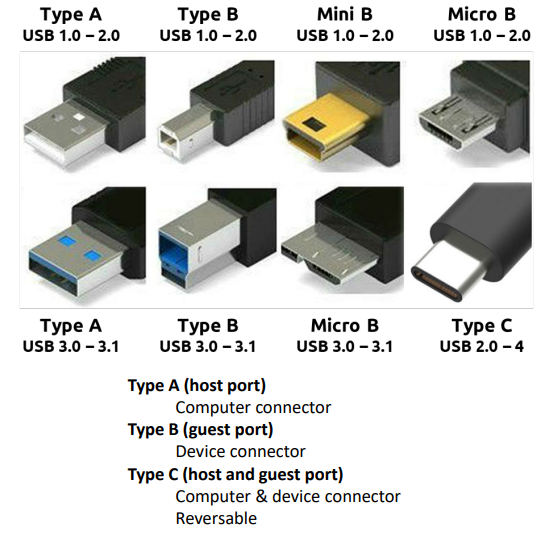 Type A Type B Mini B Micro B
USB 1.0 – 2.0 USB 1.0 – 2.0 USB 1.0 – 2.0 USB 1.0 – 2.0
Type A Type B Micro B Type C
USB 3.0 – 3.1 USB 3.0 – 3.1 USB 3.0 – 3.1 USB 2.0 – 4
Type A (host port)
Computer connector
Type B (guest port)
Device connector
Type C (host and guest port)
Computer & device connector
Reversable